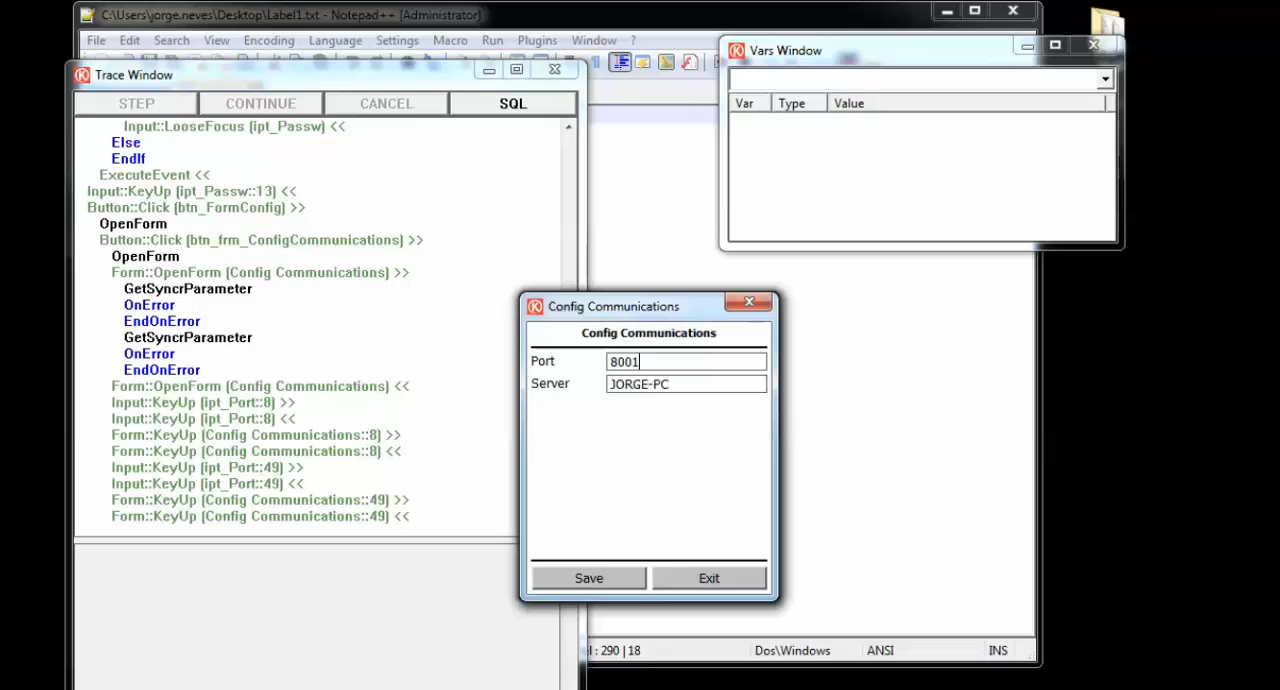 C:\Users\jorge.neves\Desktop\Label1.txt - Notepad++ [Administrator]
File Edit Search View Encoding Language Settings Macro Run Plugins Window ?
Vars Window
Var Type Value
Trace Window
STEP CONTINUE CANCEL SQL
Input::LooseFocus (ipt_Passw) <<
Else
EndIf
ExecuteEvent <<
Input::KeyUp (ipt_Passw::13) <<
Button::Click (btn_FormConfig) >>
OpenForm
Button::Click (btn_frm_ConfigCommunications) >>
OpenForm
Form::OpenForm (Config Communications) >>
GetSyncrParameter
OnError
EndOnError
GetSyncrParameter
OnError
EndOnError
Form::OpenForm (Config Communications) <<
Input::KeyUp (ipt_Port::8) >>
Input::KeyUp (ipt_Port::8) <<
Form::KeyUp (Config Communications::8) >>
Form::KeyUp (Config Communications::8) <<
Input::KeyUp (ipt_Port::49) >>
Input::KeyUp (ipt_Port::49) <<
Form::KeyUp (Config Communications::49) >>
Form::KeyUp (Config Communications::49) <<
Config Communications
Config Communications
Port 8001
Server JORGE-PC
Save Exit
: 290 | 18 Dos\Windows ANSI INS